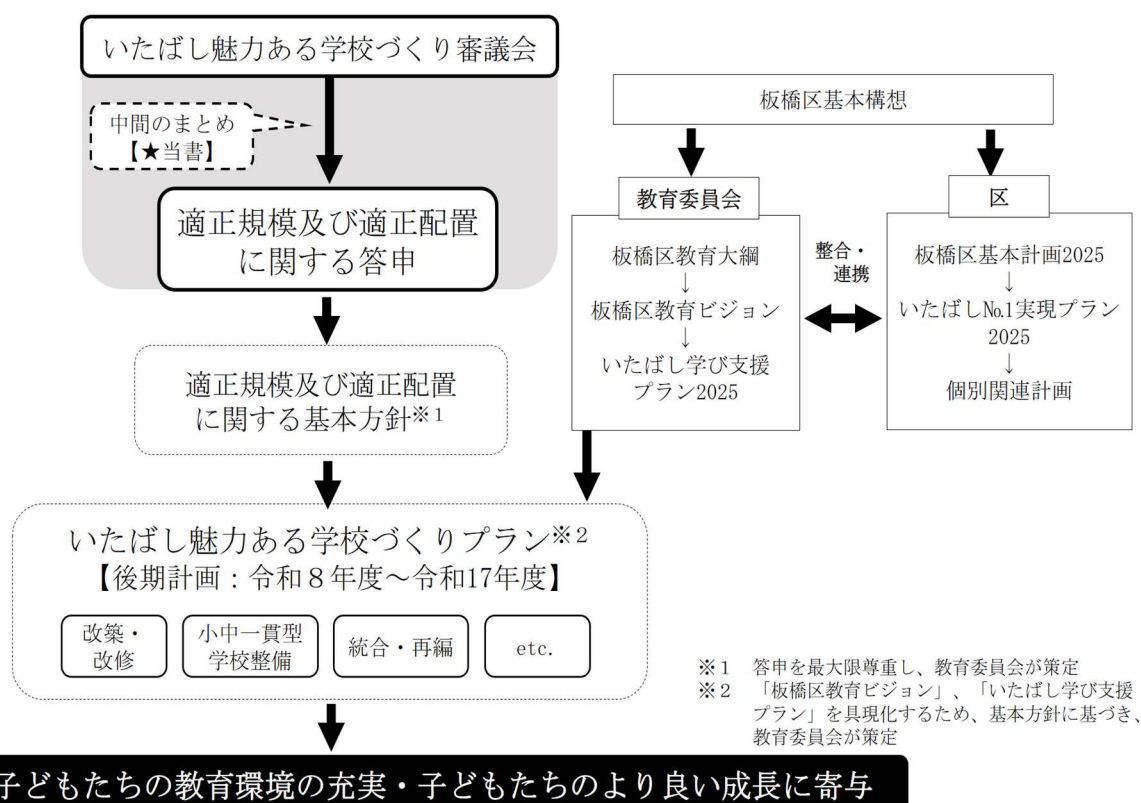 いたばし魅力ある学校づくり審議会
中間のまとめ
【★当書】
適正規模及び適正配置
に関する答申
適正規模及び適正配置
に関する基本方針※1
板橋区基本構想
教育委員会
板橋区教育大綱
↓
板橋区教育ビジョン
↓
いたばし学び支援
プラン2025
整合・
連携
区
板橋区基本計画2025
↓
いたばし№1実現プラン
2025
↓
個別関連計画
いたばし魅力ある学校づくりプラン※2
【後期計画：令和８年度～令和17年度】
改築・
改修
小中一貫型
学校整備
統合・再編
etc.
※１　答申を最大限尊重し、教育委員会が策定
※２　「板橋区教育ビジョン」、「いたばし学び支援
プラン」を具現化するため、基本方針に基づき、
教育委員会が策定
子どもたちの教育環境の充実・子どもたちのより良い成長に寄与